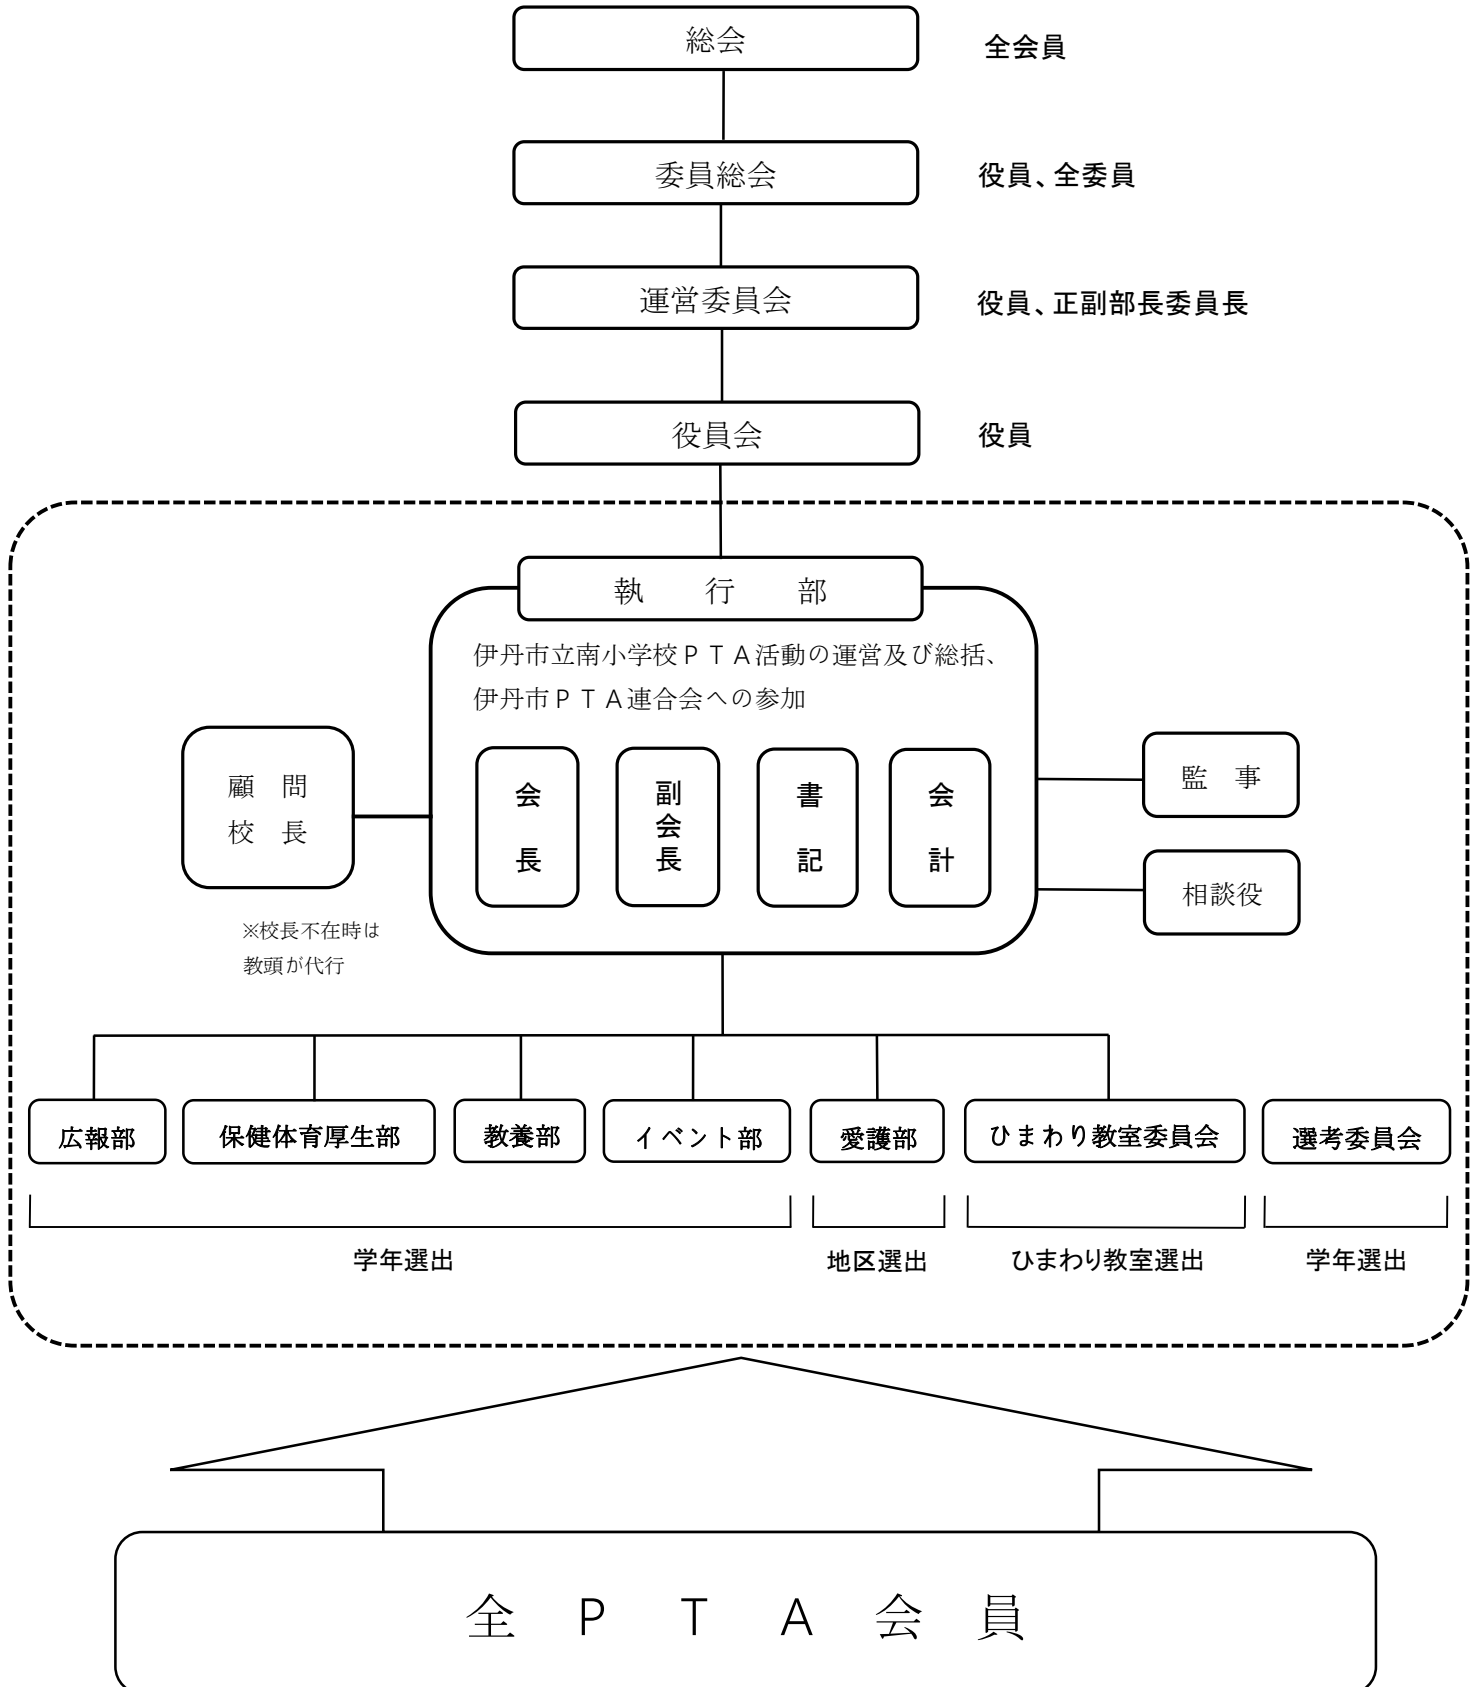 総会
全会員
委員総会
役員、全委員
運営委員会
役員、正副部長委員長
役員会
役員
執　行　部
伊丹市立南小学校ＰＴＡ活動の運営及び総括、
伊丹市ＰＴＡ連合会への参加
顧　問
校　長
※校長不在時は
教頭が代行
会長
副会長
書記
会計
監　事
相談役
広報部
保健体育厚生部
教養部
イベント部
愛護部
ひまわり教室委員会
選考委員会
学年選出
地区選出
ひまわり教室選出
学年選出
全　Ｐ　Ｔ　Ａ　会　員